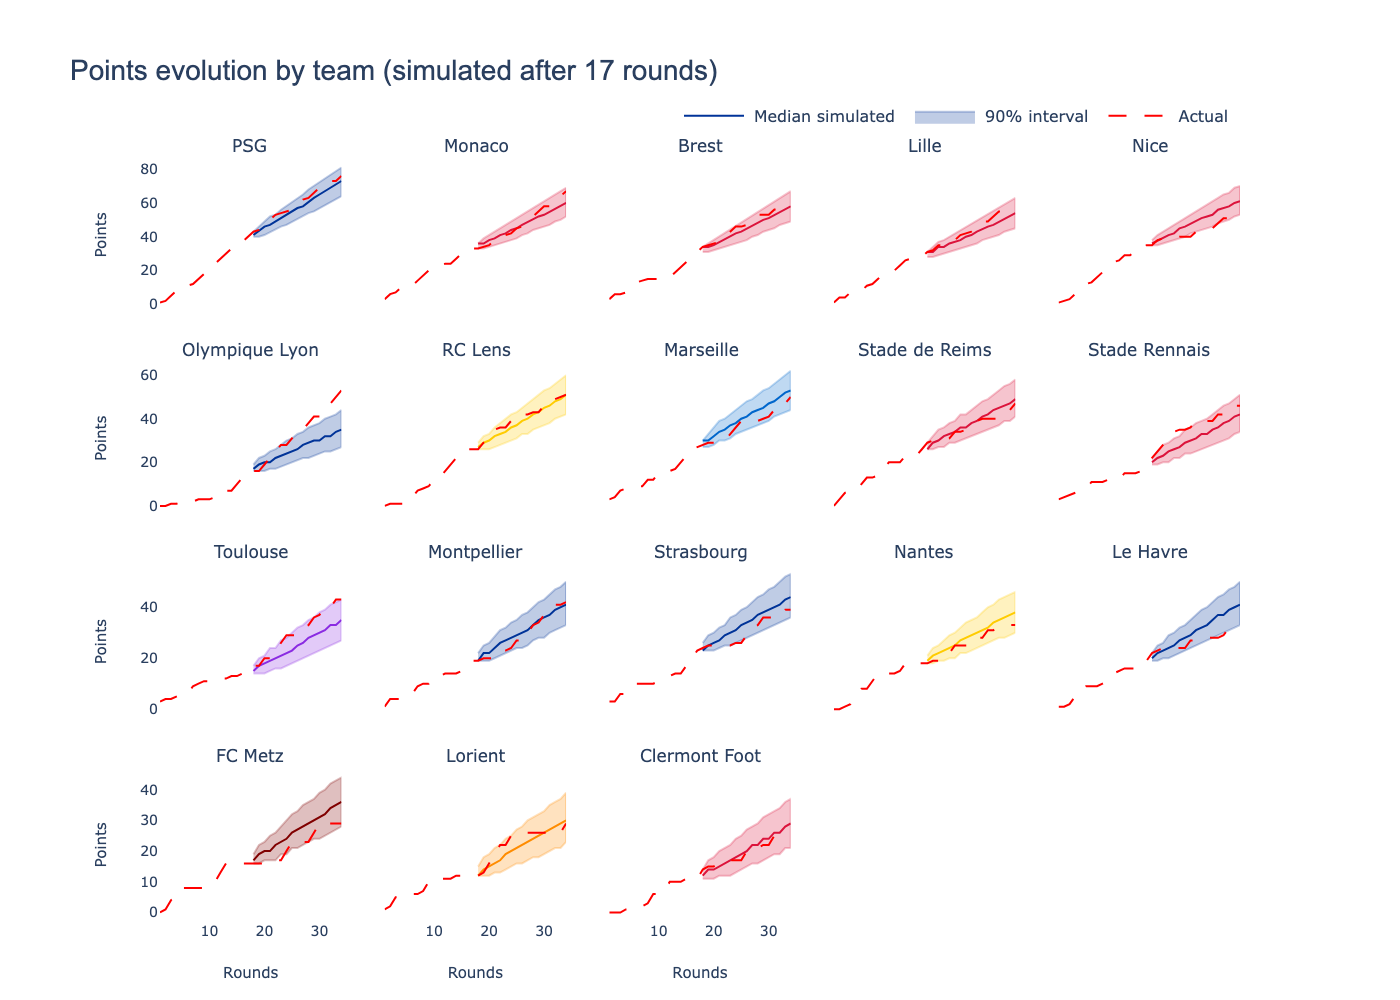 Points evolution by team (simulated after 17 rounds)
Median simulated 90% interval Actual
PSG Monaco Brest Lille Nice
80
60
40
20
0
Points
Olympique Lyon RC Lens Marseille Stade de Reims Stade Rennais
60
40
20
0
Points
Toulouse Montpellier Strasbourg Nantes Le Havre
40
20
0
Points
FC Metz Lorient Clermont Foot
40
30
20
10
0
Points
10 20 30 10 20 30 10 20 30
Rounds Rounds Rounds